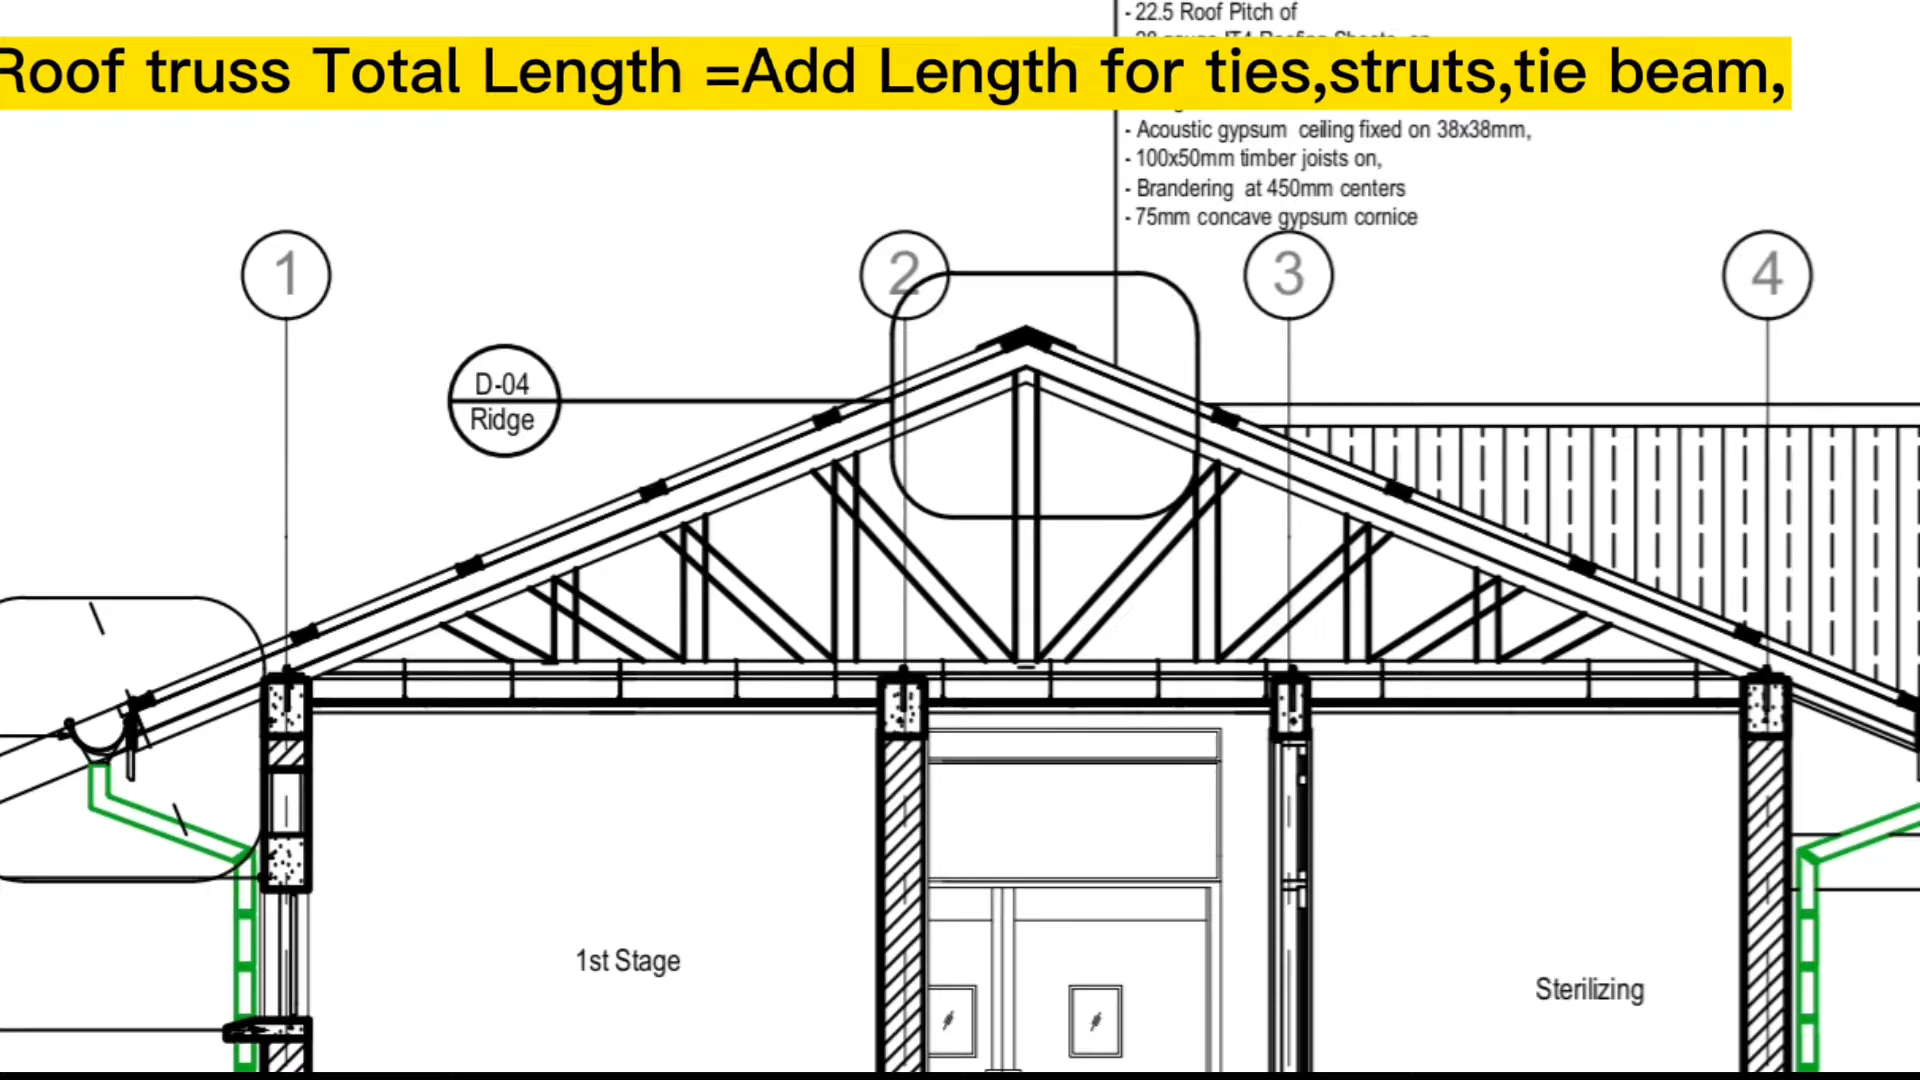 - 22.5 Roof Pitch of
Roof truss Total Length =Add Length for ties,struts,tie beam,
- Acoustic gypsum ceiling fixed on 38x38mm,
- 100x50mm timber joists on,
- Brandering at 450mm centers
- 75mm concave gypsum cornice
1
2
3
4
D-04
Ridge
1st Stage
Sterilizing